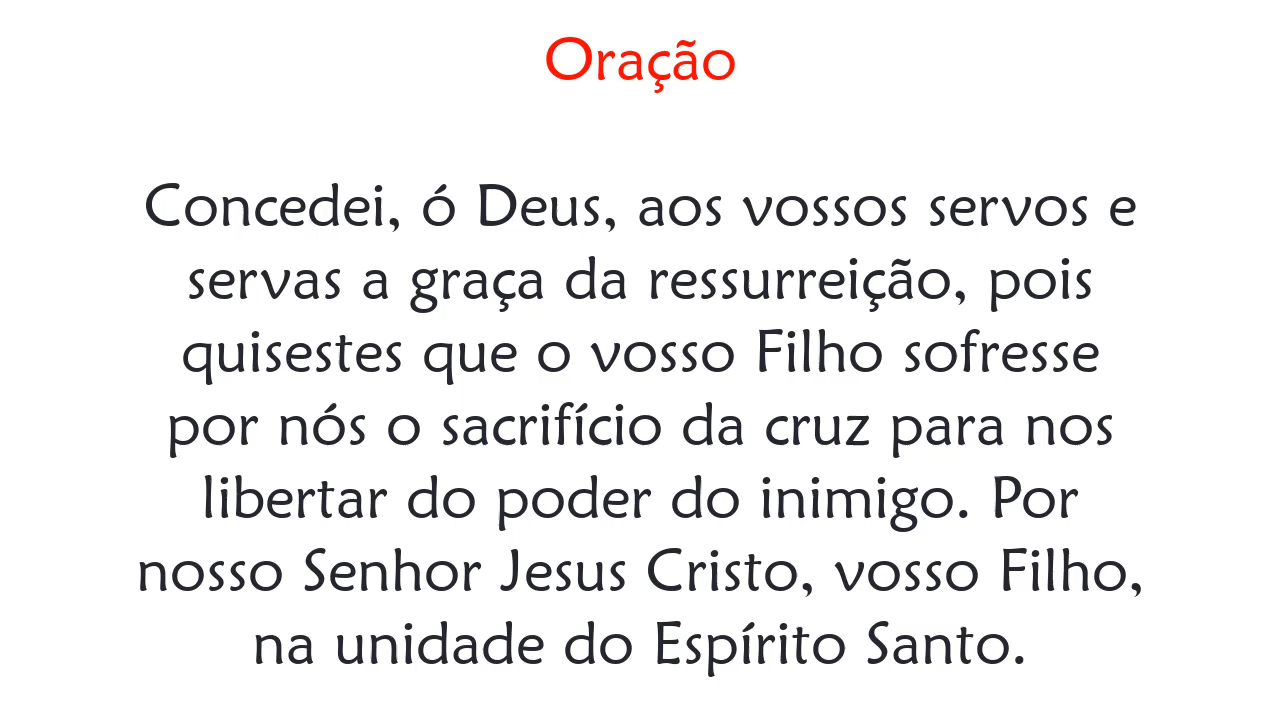 Oração
Concedei, ó Deus, aos vossos servos e
servas a graça da ressurreição, pois
quisestes que o vosso Filho sofresse
por nós o sacrifício da cruz para nos
libertar do poder do inimigo. Por
nosso Senhor Jesus Cristo, vosso Filho,
na unidade do Espírito Santo.